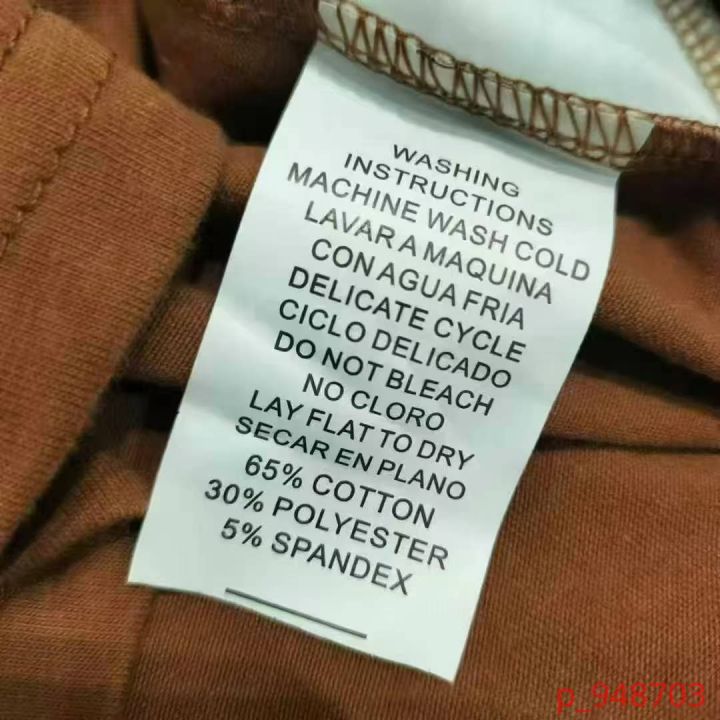 WASHING
INSTRUCTIONS
MACHINE WASH COLD
LAVAR A MAQUINA
CON AGUA FRIA
DELICATE CYCLE
CICLO DELICADO
DO NOT BLEACH
NO CLORO
LAY FLAT TO DRY
SECAR EN PLANO
65% COTTON
30% POLYESTER
5% SPANDEX
p_948703